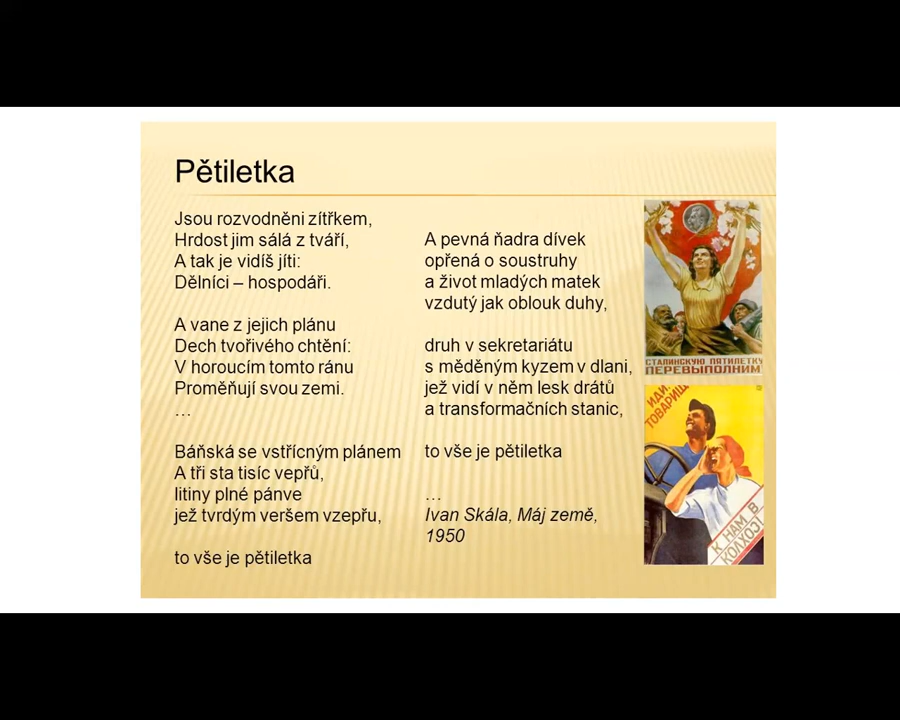 Pětiletka
Jsou rozvodněni zítřkem,
Hrdost jim sálá z tváří,
A tak je vidíš jíti:
Dělníci – hospodáři.
A vane z jejich plánu
Dech tvořivého chtění:
V horoucím tomto ránu
Proměňují svou zemi.
…
Báňská se vstřícným plánem
A tři sta tisíc vepřů,
litiny plné pánve
jež tvrdým veršem vzepřu,
to vše je pětiletka
A pevná ňadra dívek
opřená o soustruhy
a život mladých matek
vzdutý jak oblouk duhy,
druh v sekretariátu
s měděným kyzem v dlani,
jež vidí v něm lesk drátů
a transformačních stanic,
to vše je pětiletka
…
Ivan Skála, Máj země,
1950
СТАЛИНСКУЮ ПЯТИЛЕТКУ
ПЕРЕВЫПОЛНИМ
ИДИ,
ТОВАРИЩ
К НАМ В
КОЛХОЗ!